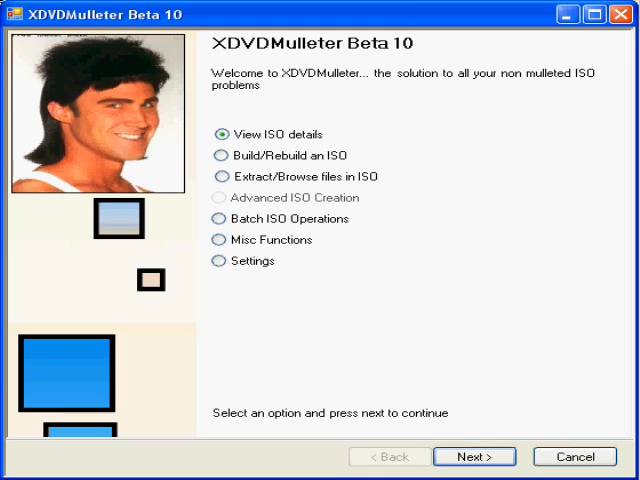 XDVDMulleter Beta 10
XDVDMulleter Beta 10
Welcome to XDVDMulleter... the solution to all your non mulleted ISO
problems
View ISO details
Build/Rebuild an ISO
Extract/Browse files in ISO
Advanced ISO Creation
Batch ISO Operations
Misc Functions
Settings
Select an option and press next to continue
< Back
Next >
Cancel